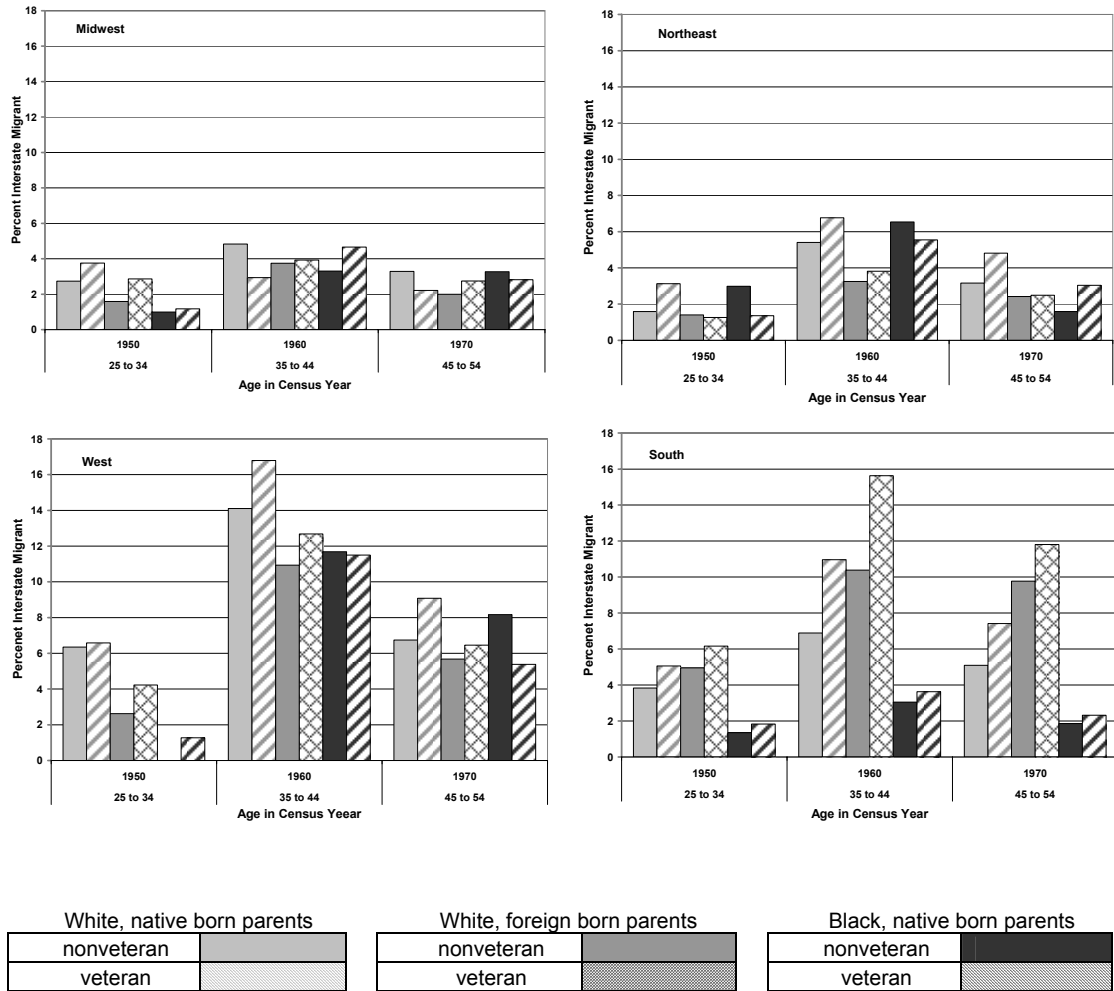 Midwest
18
16
14
12
10
8
6
4
2
0
Percent Interstate Migrant
1950 1960 1970
25 to 34 35 to 44 45 to 54
Age in Census Year
Northeast
18
16
14
12
10
8
6
4
2
0
Percent Interstate Migrant
1950 1960 1970
25 to 34 35 to 44 45 to 54
Age in Census Year
West
18
16
14
12
10
8
6
4
2
0
Percenet Interstate Migrant
1950 1960 1970
25 to 34 35 to 44 45 to 54
Age in Census Yeear
South
18
16
14
12
10
8
6
4
2
0
Percenet Interstate Migrant
1950 1960 1970
25 to 34 35 to 44 45 to 54
Age in Census Year
White, native born parents White, foreign born parents Black, native born parents
nonveteran nonveteran nonveteran
veteran veteran veteran